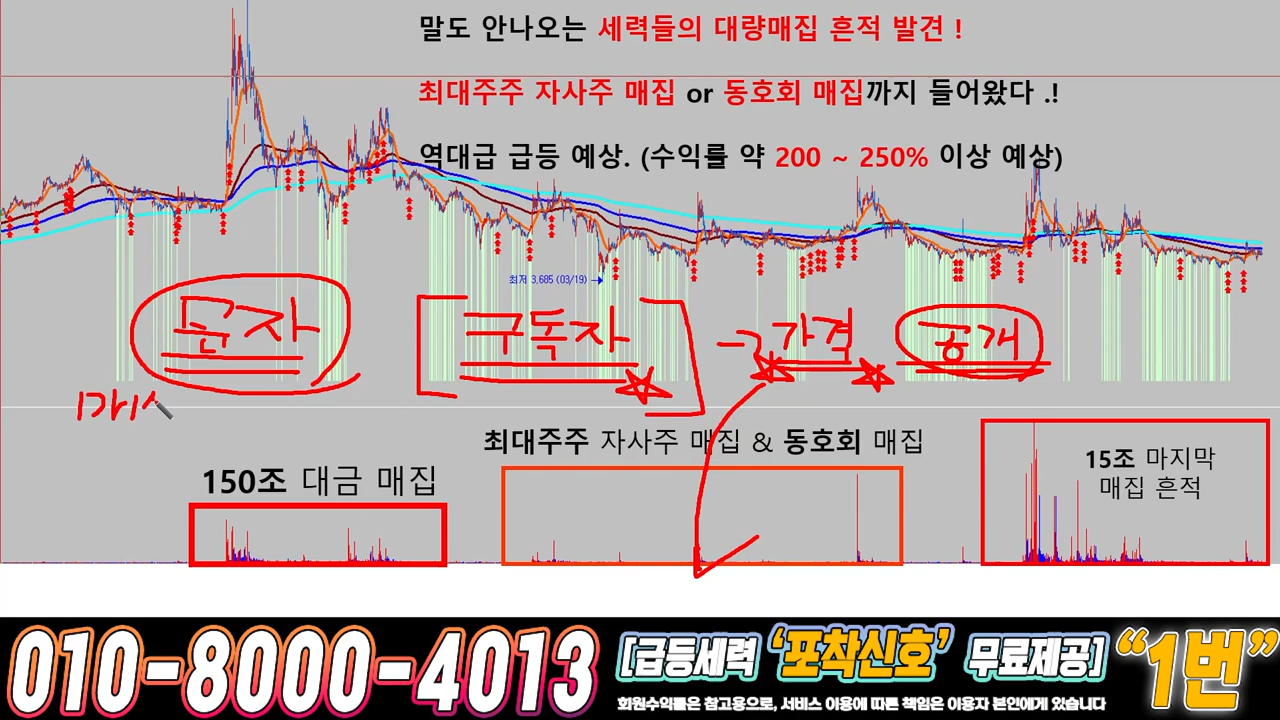 말도 안나오는 세력들의 대량매집 흔적 발견 !
최대주주 자사주 매집 or 동호회 매집까지 들어왔다 .!
역대급 급등 예상. (수익률 약 200 ~ 250% 이상 예상)
최저 3,685 (03/19)
문자
구독자
가격
공개
최대주주 자사주 매집 & 동호회 매집
150조 대금 매집
15조 마지막
매집 흔적
010-8000-4013
[급등세력 '포착신호' 무료제공] "1번"
회원수익률은 참고용으로, 서비스 이용에 따른 책임은 이용자 본인에게 있습니다